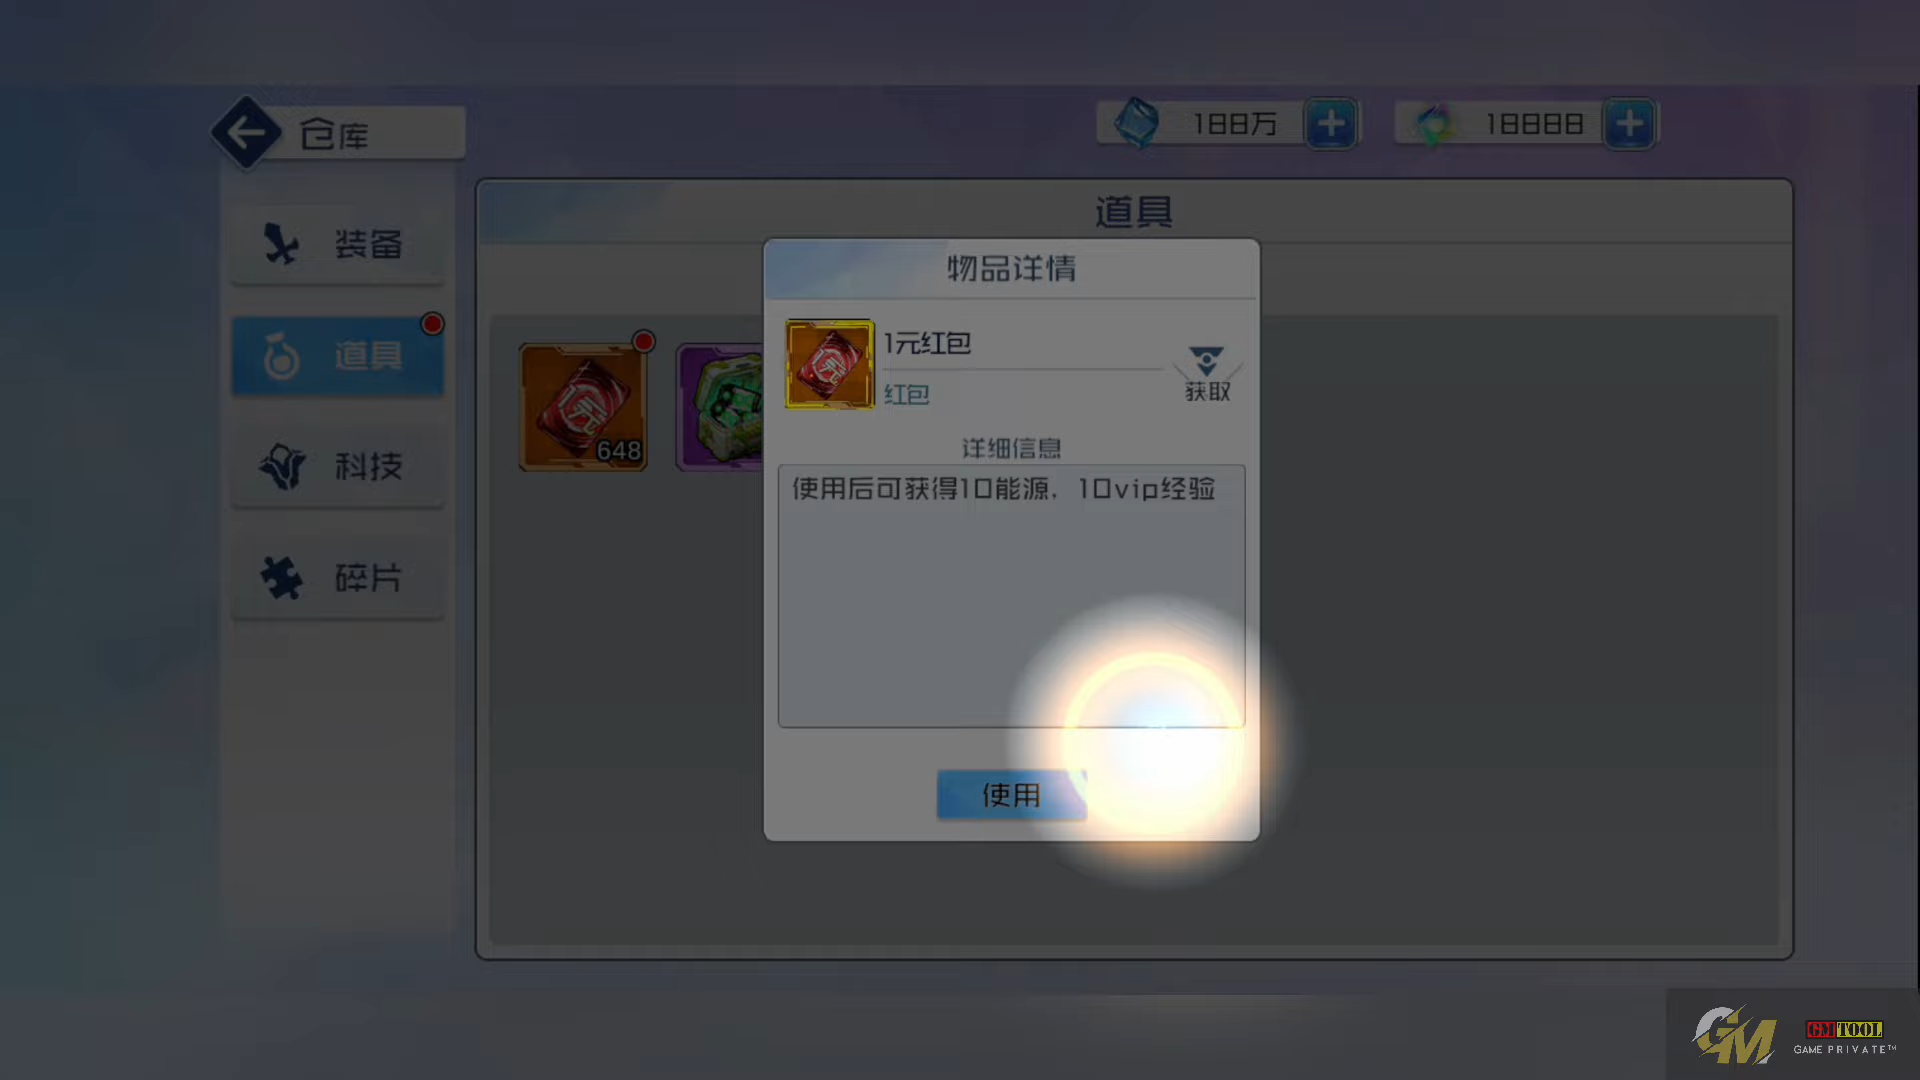 仓库
188万
18888
装备
道具
科技
碎片
道具
648
物品详情
1元红包
红包
获取
详细信息
使用后可获得10能源，10vip经验
使用
GM
GMTOOL
GAME PRIVATE™